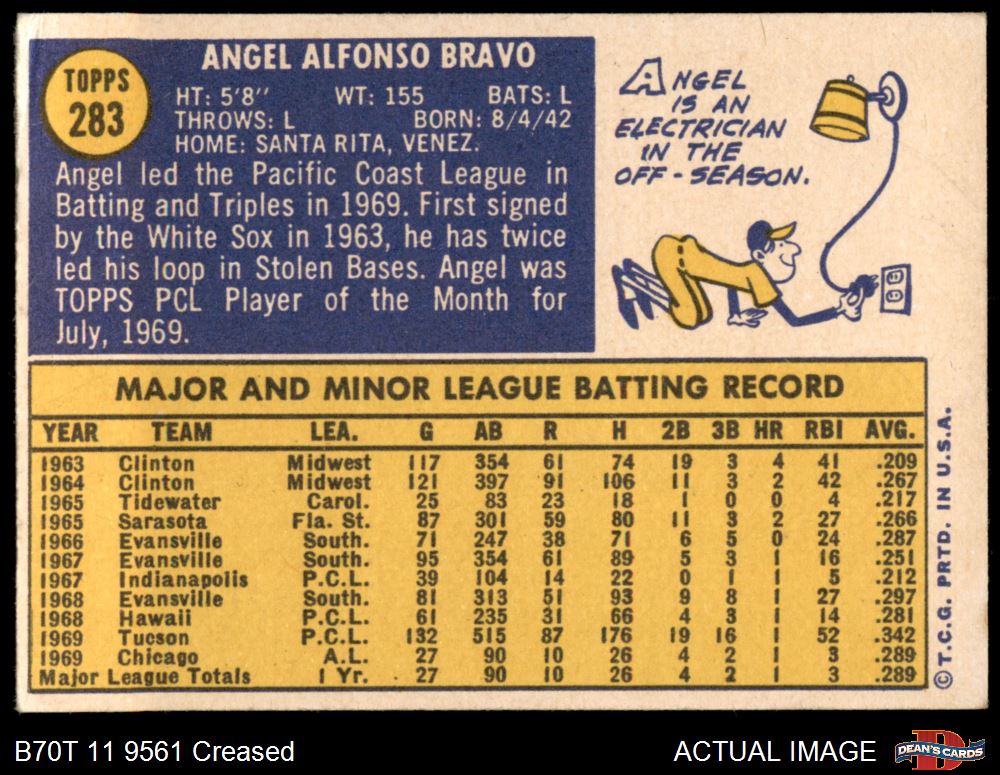 TOPPS
283
ANGEL ALFONSO BRAVO
HT: 5'8" WT: 155 BATS: L
THROWS: L BORN: 8/4/42
HOME: SANTA RITA, VENEZ.
Angel led the Pacific Coast League in
Batting and Triples in 1969. First signed
by the White Sox in 1963, he has twice
led his loop in Stolen Bases. Angel was
TOPPS PCL Player of the Month for
July, 1969.
ANGEL
IS AN
ELECTRICIAN
IN THE
OFF-SEASON.
MAJOR AND MINOR LEAGUE BATTING RECORD
YEAR TEAM LEA. G AB R H 2B 3B HR RBI AVG.
1963 Clinton Midwest 117 354 61 74 19 3 4 41 .209
1964 Clinton Midwest 121 397 91 106 11 3 2 42 .267
1965 Tidewater Carol. 25 83 23 18 1 0 0 4 .217
1965 Sarasota Fla. St. 87 301 59 80 11 3 2 27 .266
1966 Evansville South. 71 247 38 71 6 5 0 24 .287
1967 Evansville South. 95 354 61 89 5 3 1 16 .251
1967 Indianapolis P.C.L. 39 104 14 22 0 1 1 5 .212
1968 Evansville South. 81 313 51 93 9 8 1 27 .297
1968 Hawaii P.C.L. 61 235 31 66 4 3 1 14 .281
1969 Tucson P.C.L. 132 515 87 176 19 16 1 52 .342
1969 Chicago A.L. 27 90 10 26 4 2 1 3 .289
Major League Totals 1 Yr. 27 90 10 26 4 2 1 3 .289
©T.C.G. PRTD. IN U.S.A.
B70T 11 9561 Creased
ACTUAL IMAGE
D
DEAN'S CARDS